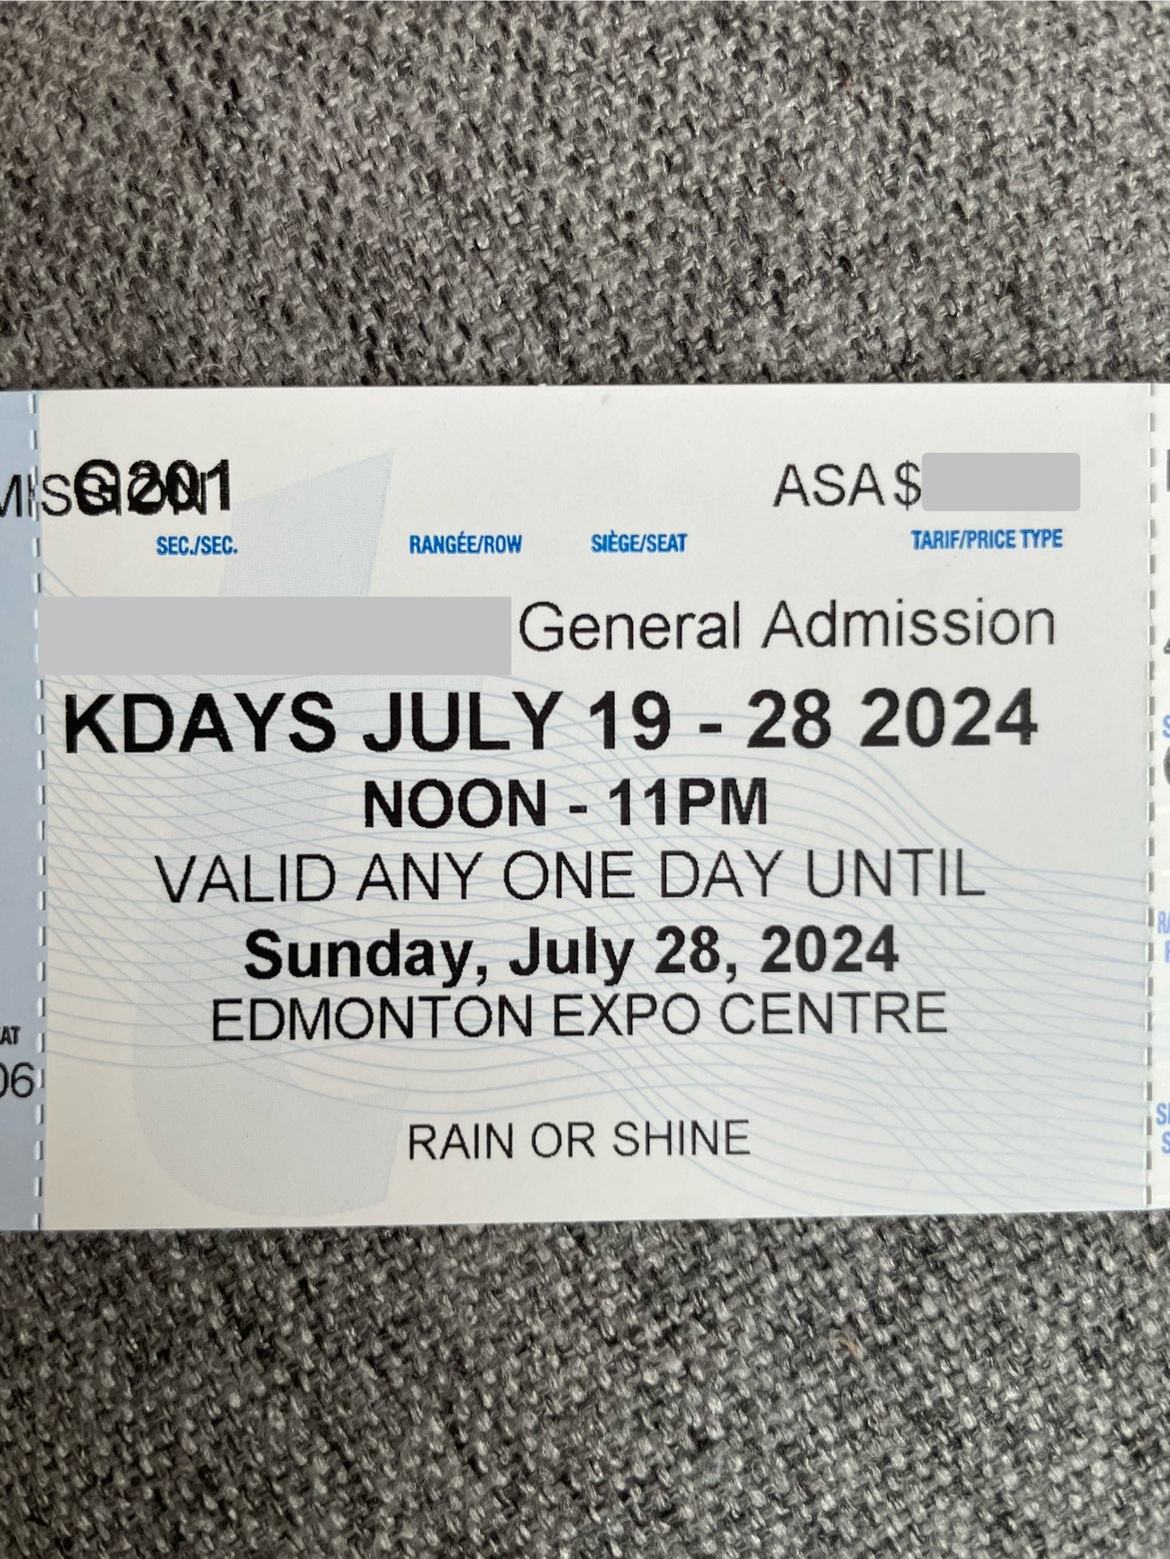 G201 ASA $
SEC./SEC. RANGÉE/ROW SIÈGE/SEAT TARIF/PRICE TYPE
General Admission
KDAYS JULY 19 - 28 2024
NOON - 11PM
VALID ANY ONE DAY UNTIL
Sunday, July 28, 2024
EDMONTON EXPO CENTRE
RAIN OR SHINE